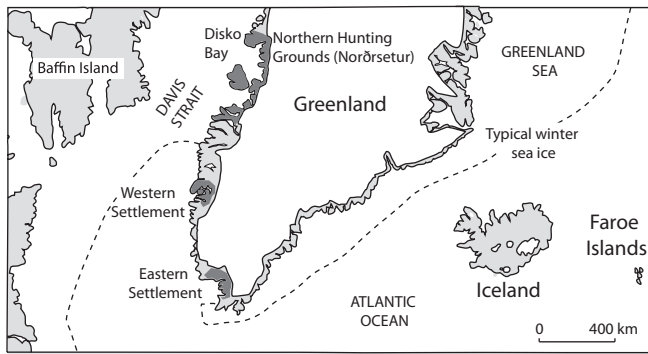 Disko
Bay
Northern Hunting
Grounds (Norðrsetur)
GREENLAND
SEA
Baffin Island
DAVIS
STRAIT
Greenland
Typical winter
sea ice
Western
Settlement
Faroe
Islands
Eastern
Settlement
Iceland
ATLANTIC
OCEAN
0 400 km